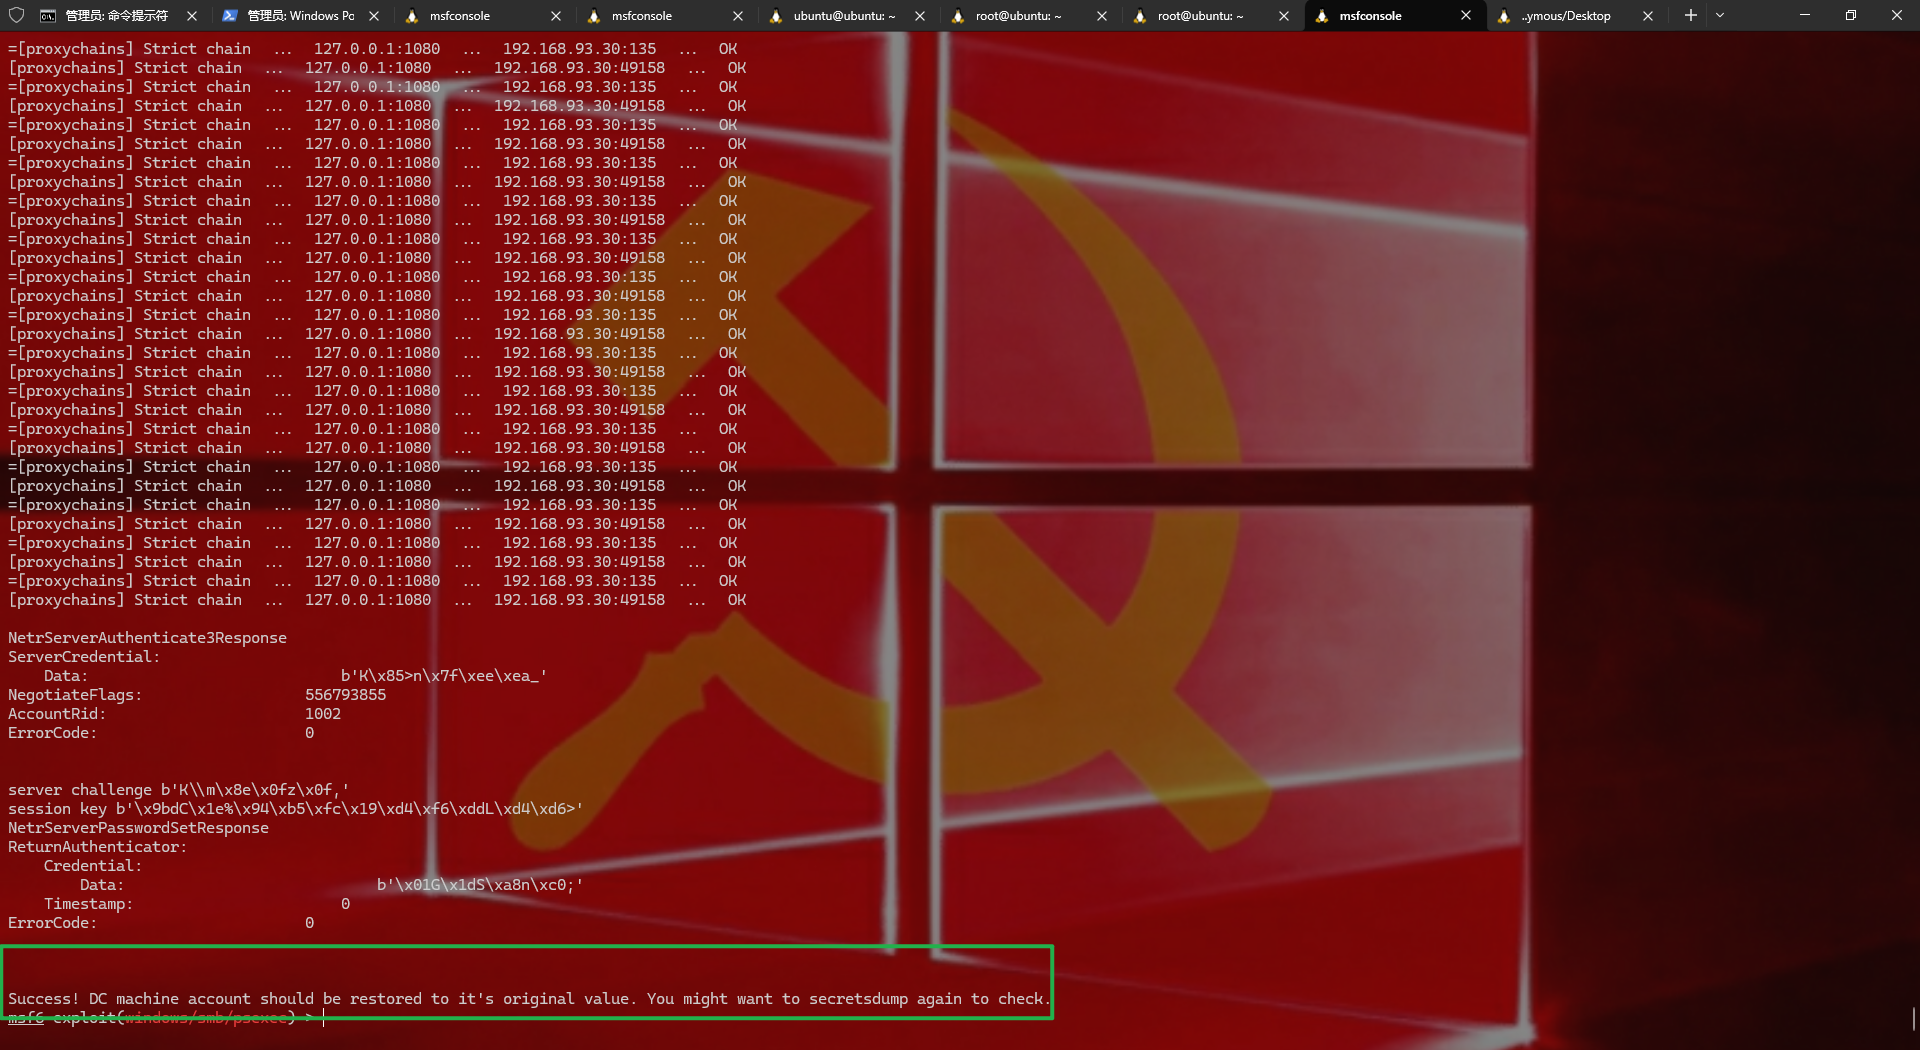 管理员: 命令提示符
管理员: Windows Po
msfconsole
msfconsole
ubuntu@ubuntu: ~
root@ubuntu: ~
root@ubuntu: ~
msfconsole
..ymous/Desktop
=[proxychains] Strict chain ... 127.0.0.1:1080 ... 192.168.93.30:135 ... OK
[proxychains] Strict chain ... 127.0.0.1:1080 ... 192.168.93.30:49158 ... OK
=[proxychains] Strict chain ... 127.0.0.1:1080 ... 192.168.93.30:135 ... OK
[proxychains] Strict chain ... 127.0.0.1:1080 ... 192.168.93.30:49158 ... OK
=[proxychains] Strict chain ... 127.0.0.1:1080 ... 192.168.93.30:135 ... OK
[proxychains] Strict chain ... 127.0.0.1:1080 ... 192.168.93.30:49158 ... OK
=[proxychains] Strict chain ... 127.0.0.1:1080 ... 192.168.93.30:135 ... OK
[proxychains] Strict chain ... 127.0.0.1:1080 ... 192.168.93.30:49158 ... OK
=[proxychains] Strict chain ... 127.0.0.1:1080 ... 192.168.93.30:135 ... OK
[proxychains] Strict chain ... 127.0.0.1:1080 ... 192.168.93.30:49158 ... OK
=[proxychains] Strict chain ... 127.0.0.1:1080 ... 192.168.93.30:135 ... OK
[proxychains] Strict chain ... 127.0.0.1:1080 ... 192.168.93.30:49158 ... OK
=[proxychains] Strict chain ... 127.0.0.1:1080 ... 192.168.93.30:135 ... OK
[proxychains] Strict chain ... 127.0.0.1:1080 ... 192.168.93.30:49158 ... OK
=[proxychains] Strict chain ... 127.0.0.1:1080 ... 192.168.93.30:135 ... OK
[proxychains] Strict chain ... 127.0.0.1:1080 ... 192.168.93.30:49158 ... OK
=[proxychains] Strict chain ... 127.0.0.1:1080 ... 192.168.93.30:135 ... OK
[proxychains] Strict chain ... 127.0.0.1:1080 ... 192.168.93.30:49158 ... OK
=[proxychains] Strict chain ... 127.0.0.1:1080 ... 192.168.93.30:135 ... OK
[proxychains] Strict chain ... 127.0.0.1:1080 ... 192.168.93.30:49158 ... OK
=[proxychains] Strict chain ... 127.0.0.1:1080 ... 192.168.93.30:135 ... OK
[proxychains] Strict chain ... 127.0.0.1:1080 ... 192.168.93.30:49158 ... OK
=[proxychains] Strict chain ... 127.0.0.1:1080 ... 192.168.93.30:135 ... OK
[proxychains] Strict chain ... 127.0.0.1:1080 ... 192.168.93.30:49158 ... OK
=[proxychains] Strict chain ... 127.0.0.1:1080 ... 192.168.93.30:135 ... OK
[proxychains] Strict chain ... 127.0.0.1:1080 ... 192.168.93.30:49158 ... OK
=[proxychains] Strict chain ... 127.0.0.1:1080 ... 192.168.93.30:135 ... OK
[proxychains] Strict chain ... 127.0.0.1:1080 ... 192.168.93.30:49158 ... OK
=[proxychains] Strict chain ... 127.0.0.1:1080 ... 192.168.93.30:135 ... OK
[proxychains] Strict chain ... 127.0.0.1:1080 ... 192.168.93.30:49158 ... OK
NetrServerAuthenticate3Response
ServerCredential:
    Data: b'K\x85>n\x7f\xee\xea_'
NegotiateFlags: 556793855
AccountRid: 1002
ErrorCode: 0
server challenge b'K\\m\x8e\x0fz\x0f,'
session key b'\x9bdC\x1e%\x94\xb5\xfc\x19\xd4\xf6\xddL\xd4\xd6>'
NetrServerPasswordSetResponse
ReturnAuthenticator:
    Credential:
        Data: b'\x01G\x1dS\xa8n\xc0;'
    Timestamp: 0
ErrorCode: 0
Success! DC machine account should be restored to it's original value. You might want to secretsdump again to check.
msf6 exploit(windows/smb/psexec) >